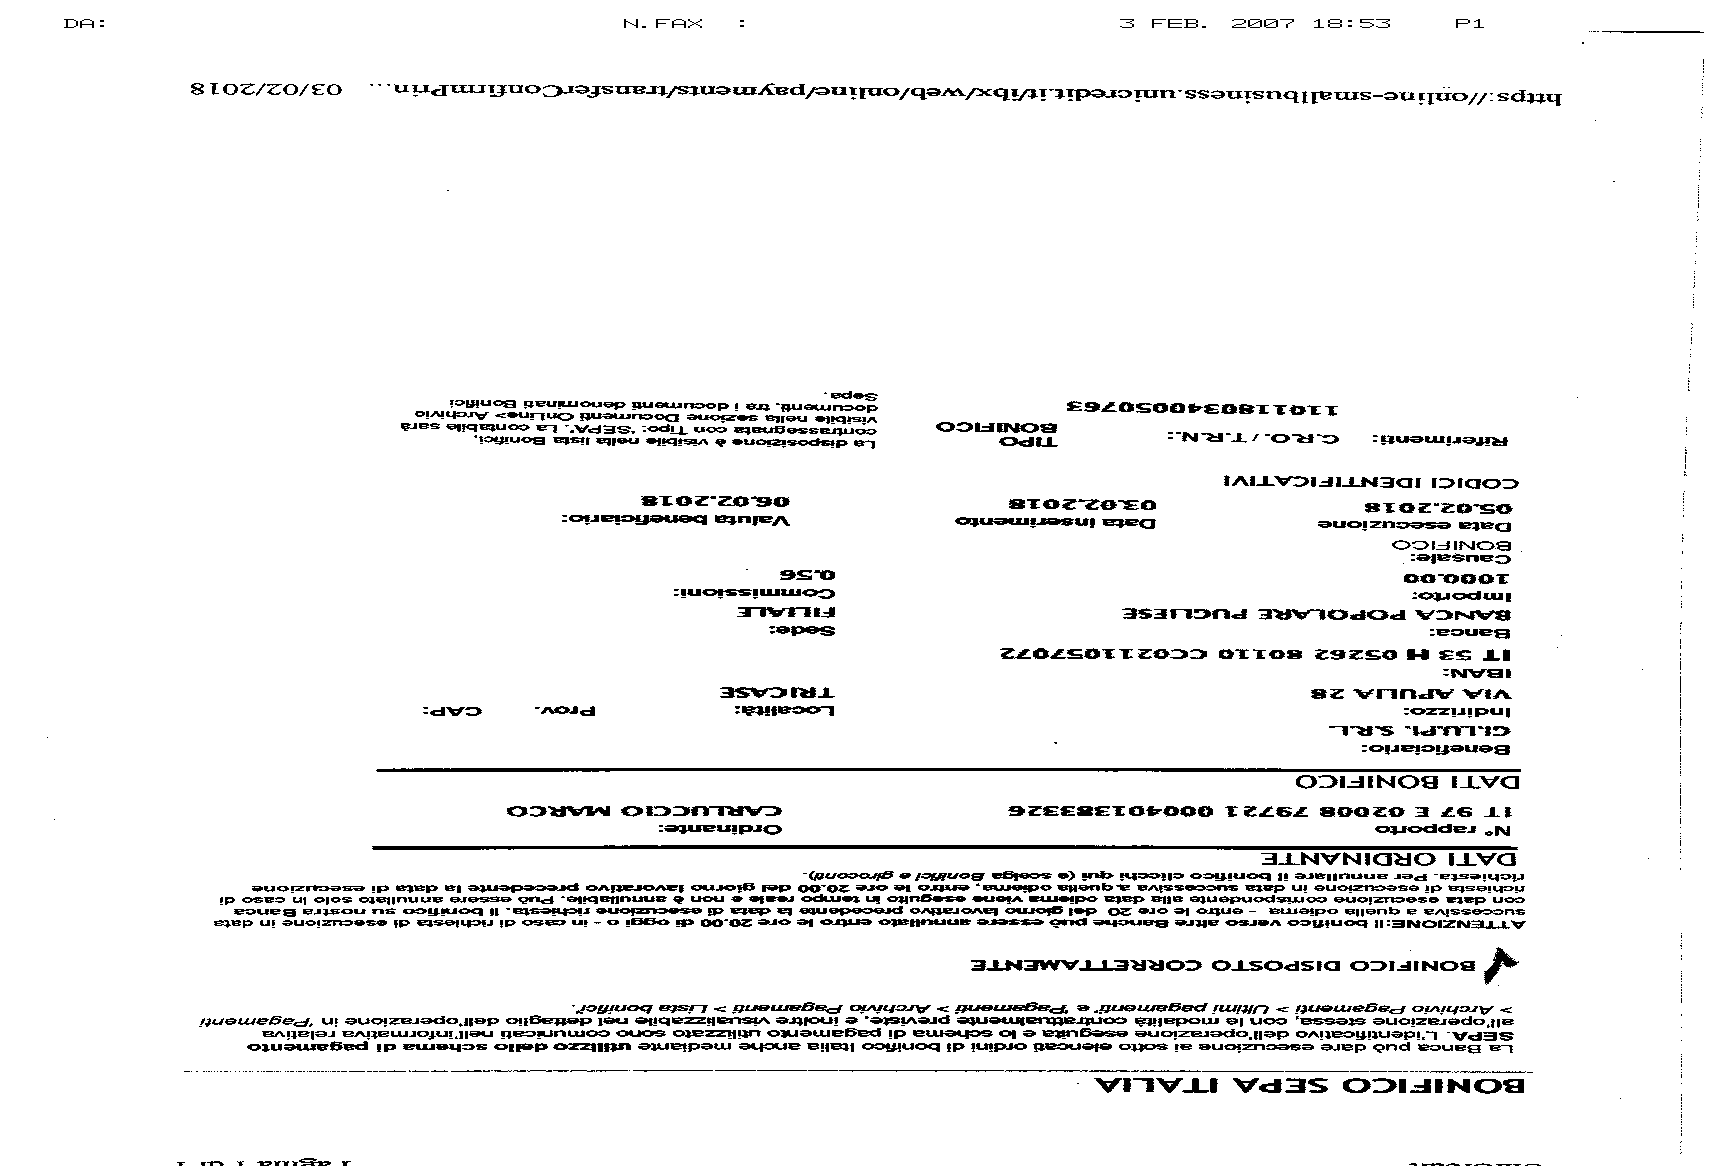 DA: N.FAX : 3 FEB. 2007 18:53 P1
BONIFICO SEPA ITALIA
La Banca può dare esecuzione ai sotto elencati ordini di bonifico Italia anche mediante utilizzo dello schema di pagamento
SEPA. L'identificativo dell'operazione eseguita e lo schema di pagamento utilizzato sono comunicati nell'informativa relativa
all'operazione stessa, con le modalità contrattualmente previste, e inoltre visualizzabile nel dettaglio dell'operazione in "Pagamenti
> Archivio Pagamenti > Ultimi pagamenti" e "Pagamenti > Archivio Pagamenti > Lista bonifici".
BONIFICO DISPOSTO CORRETTAMENTE
ATTENZIONE:Il bonifico verso altre Banche può essere annullato entro le ore 20.00 di oggi o - in caso di richiesta di esecuzione in data
successiva a quella odierna - entro le ore 20 del giorno lavorativo precedente la data di esecuzione richiesta. Il bonifico su nostra Banca
con data esecuzione corrispondente alla data odierna viene eseguito in tempo reale e non è annullabile. Può essere annullato solo in caso di
richiesta di esecuzione in data successiva a quella odierna, entro le ore 20.00 del giorno lavorativo precedente la data di esecuzione
richiesta. Per annullare il bonifico clicchi qui (e scelga Bonifici e giroconti).
DATI ORDINANTE
N° rapporto Ordinante:
IT 97 E 02008 79721 000401383326 CARLUCCIO MARCO
DATI BONIFICO
Beneficiario:
GI.LU.PI. S.R.L.
Indirizzo: Località: Prov. CAP:
VIA APULIA 28 TRICASE
IBAN:
IT 53 H 05262 80110 CC0211057072
Banca: Sede:
BANCA POPOLARE PUGLIESE FILIALE
Importo: Commissioni:
1000.00 0.56
Causale:
BONIFICO
Data esecuzione Data inserimento Valuta beneficiario:
05.02.2018 03.02.2018 06.02.2018
CODICI IDENTIFICATIVI
Riferimenti: C.R.O. / T.R.N.: TIPO BONIFICO
1101180340050763
La disposizione è visibile nella lista Bonifici,
contrassegnata con Tipo: "SEPA". La contabile sarà
visibile nella sezione Documenti OnLine> Archivio
documenti, tra i documenti denominati Bonifici
Sepa.
https://online-smallbusiness.unicredit.it/ibx/web/online/payments/transferConfirmPrin... 03/02/2018